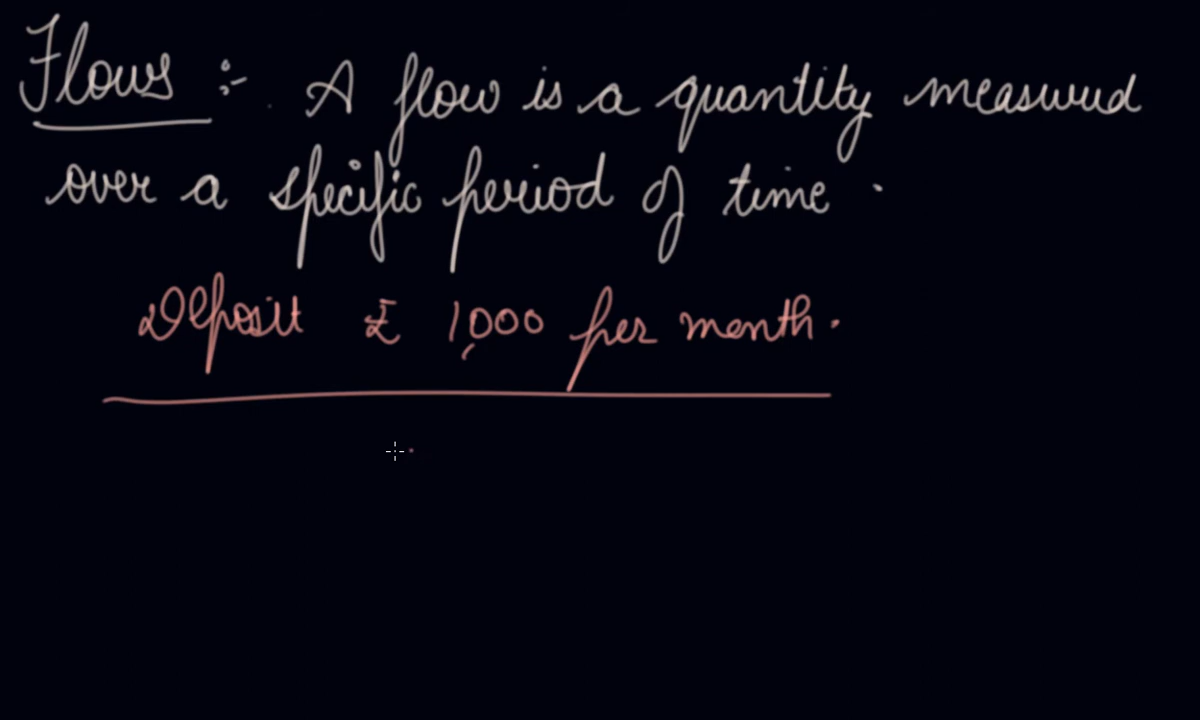 Flows :- A flow is a quantity measured
over a specific period of time .
Deposit ₤ 1,000 per month .